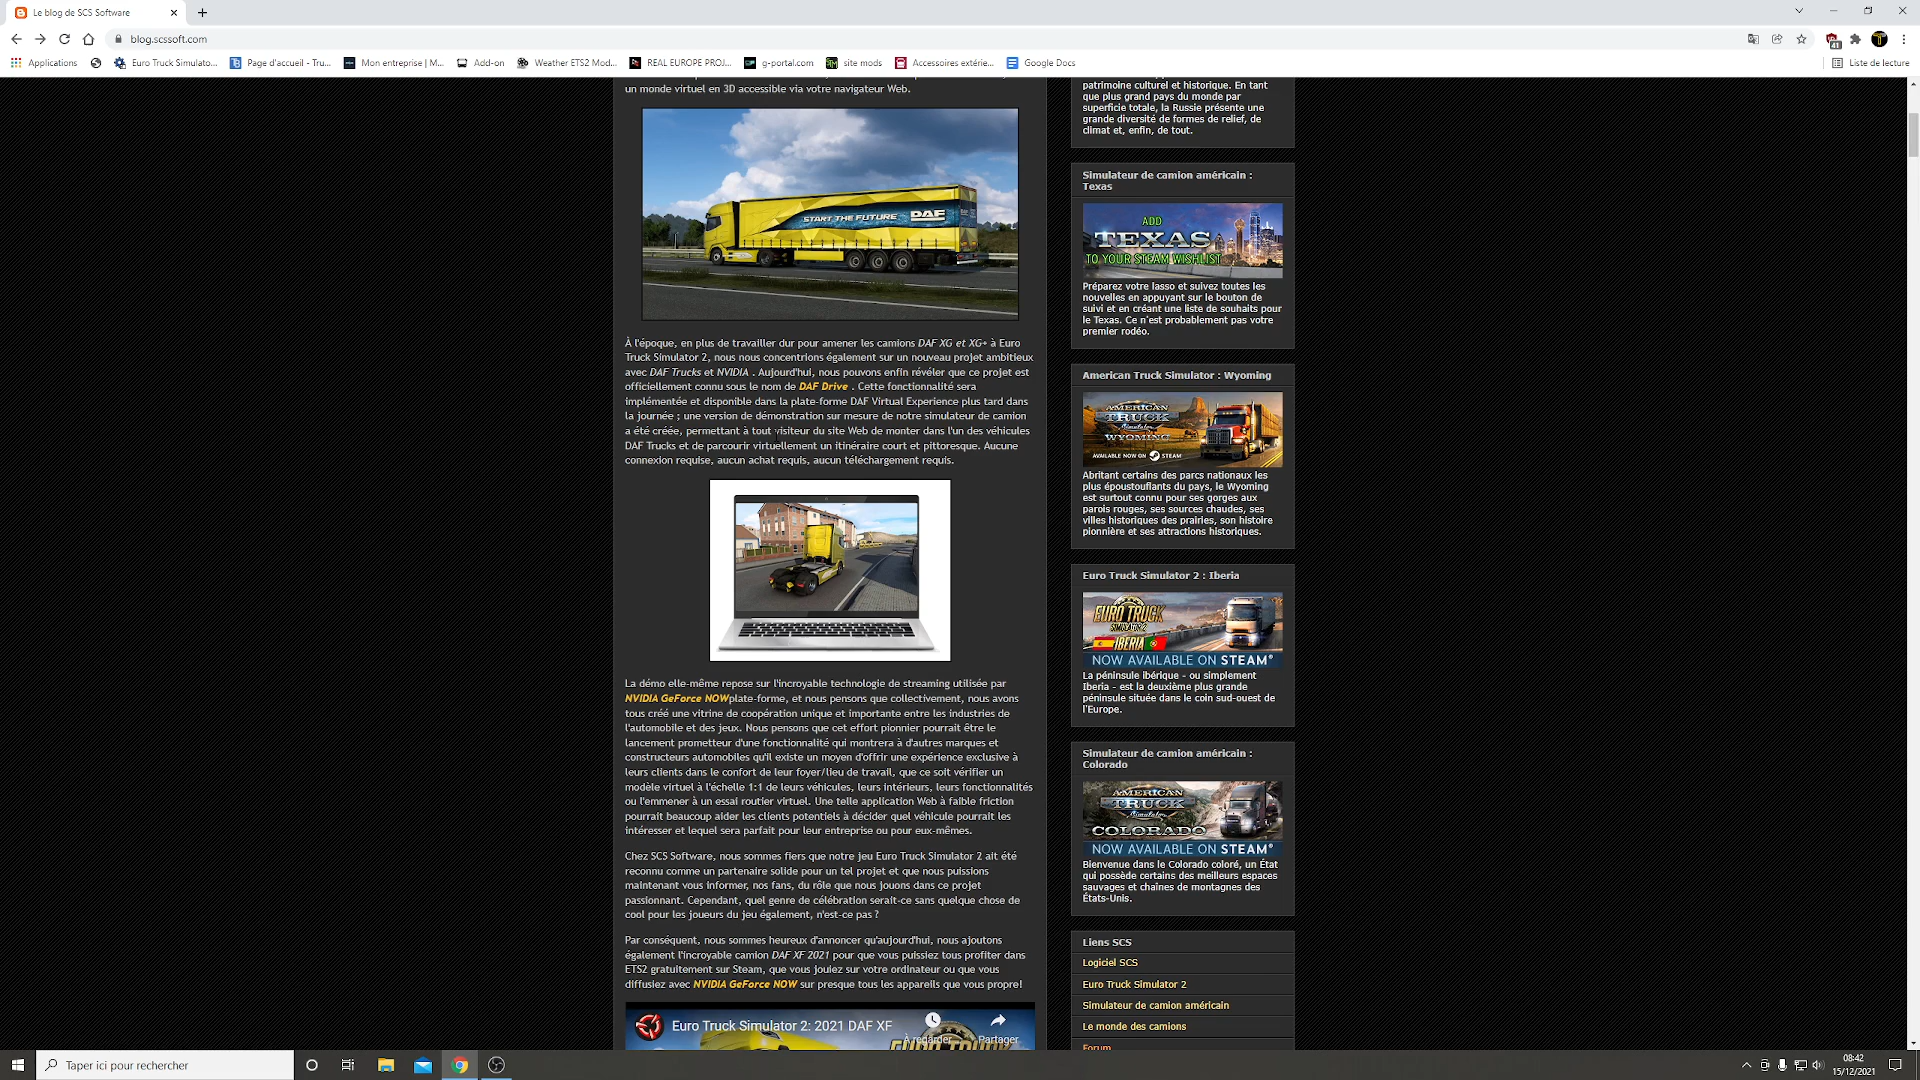 Le blog de SCS Software
blog.scssoft.com
41
Applications
Euro Truck Simulato...
Page d'accueil - Tru...
Mon entreprise | M...
Add-on
Weather ETS2 Mod...
REAL EUROPE PROJ...
g-portal.com
site mods
Accessoires extérie...
Google Docs
Liste de lecture
un monde virtuel en 3D accessible via votre navigateur Web.
START THE FUTURE DAF
À l'époque, en plus de travailler dur pour amener les camions DAF XG et XG+ à Euro
Truck Simulator 2, nous nous concentrions également sur un nouveau projet ambitieux
avec DAF Trucks et NVIDIA . Aujourd'hui, nous pouvons enfin révéler que ce projet est
officiellement connu sous le nom de DAF Drive . Cette fonctionnalité sera
implémentée et disponible dans la plate-forme DAF Virtual Experience plus tard dans
la journée ; une version de démonstration sur mesure de notre simulateur de camion
a été créée, permettant à tout visiteur du site Web de monter dans l'un des véhicules
DAF Trucks et de parcourir virtuellement un itinéraire court et pittoresque. Aucune
connexion requise, aucun achat requis, aucun téléchargement requis.
La démo elle-même repose sur l'incroyable technologie de streaming utilisée par
NVIDIA GeForce NOWplate-forme, et nous pensons que collectivement, nous avons
tous créé une vitrine de coopération unique et importante entre les industries de
l'automobile et des jeux. Nous pensons que cet effort pionnier pourrait être le
lancement prometteur d'une fonctionnalité qui montrera à d'autres marques et
constructeurs automobiles qu'il existe un moyen d'offrir une expérience exclusive à
leurs clients dans le confort de leur foyer/lieu de travail, que ce soit vérifier un
modèle virtuel à l'échelle 1:1 de leurs véhicules, leurs intérieurs, leurs fonctionnalités
ou l'emmener à un essai routier virtuel. Une telle application Web à faible friction
pourrait beaucoup aider les clients potentiels à décider quel véhicule pourrait les
intéresser et lequel sera parfait pour leur entreprise ou pour eux-mêmes.
Chez SCS Software, nous sommes fiers que notre jeu Euro Truck Simulator 2 ait été
reconnu comme un partenaire solide pour un tel projet et que nous puissions
maintenant vous informer, nos fans, du rôle que nous jouons dans ce projet
passionnant. Cependant, quel genre de célébration serait-ce sans quelque chose de
cool pour les joueurs du jeu également, n'est-ce pas ?
Par conséquent, nous sommes heureux d'annoncer qu'aujourd'hui, nous ajoutons
également l'incroyable camion DAF XF 2021 pour que vous puissiez tous profiter dans
ETS2 gratuitement sur Steam, que vous jouiez sur votre ordinateur ou que vous
diffusiez avec NVIDIA GeForce NOW sur presque tous les appareils que vous propre!
Euro Truck Simulator 2: 2021 DAF XF
À regarder
Partager
EURO TRUCK
patrimoine culturel et historique. En tant
que plus grand pays du monde par
superficie totale, la Russie présente une
grande diversité de formes de relief, de
climat et, enfin, de tout.
Simulateur de camion américain :
Texas
ADD
TEXAS
TO YOUR STEAM WISHLIST
Préparez votre lasso et suivez toutes les
nouvelles en appuyant sur le bouton de
suivi et en créant une liste de souhaits pour
le Texas. Ce n'est probablement pas votre
premier rodéo.
American Truck Simulator : Wyoming
AMERICAN
TRUCK
Simulator
WYOMING
AVAILABLE NOW ON STEAM
Abritant certains des parcs nationaux les
plus époustouflants du pays, le Wyoming
est surtout connu pour ses gorges aux
parois rouges, ses sources chaudes, ses
villes historiques des prairies, son histoire
pionnière et ses attractions historiques.
Euro Truck Simulator 2 : Iberia
EURO TRUCK
SIMULATOR 2
IBERIA
NOW AVAILABLE ON STEAM®
La péninsule ibérique - ou simplement
Iberia - est la deuxième plus grande
péninsule située dans le coin sud-ouest de
l'Europe.
Simulateur de camion américain :
Colorado
AMERICAN
TRUCK
Simulator
COLORADO
NOW AVAILABLE ON STEAM®
Bienvenue dans le Colorado coloré, un État
qui possède certains des meilleurs espaces
sauvages et chaînes de montagnes des
États-Unis.
Liens SCS
Logiciel SCS
Euro Truck Simulator 2
Simulateur de camion américain
Le monde des camions
Forum
Taper ici pour rechercher
08:42
15/12/2021